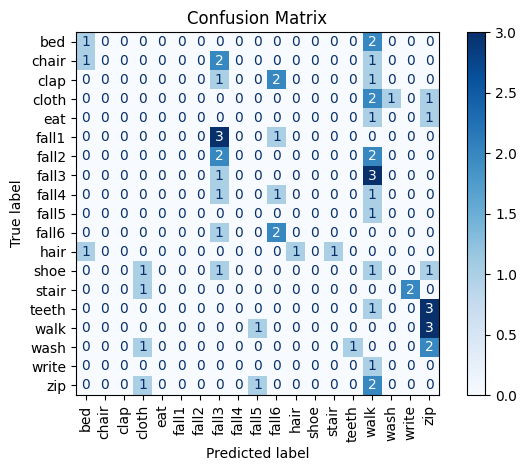 Confusion Matrix
bed 1 0 0 0 0 0 0 0 0 0 0 0 0 0 0 2 0 0 0
chair 1 0 0 0 0 0 0 2 0 0 0 0 0 0 0 1 0 0 0
clap 0 0 0 0 0 0 0 1 0 0 2 0 0 0 0 1 0 0 0
cloth 0 0 0 0 0 0 0 0 0 0 0 0 0 0 0 2 1 0 1
eat 0 0 0 0 0 0 0 0 0 0 0 0 0 0 0 1 0 0 1
fall1 0 0 0 0 0 0 0 3 0 0 1 0 0 0 0 0 0 0 0
fall2 0 0 0 0 0 0 0 2 0 0 0 0 0 0 0 2 0 0 0
fall3 0 0 0 0 0 0 0 1 0 0 0 0 0 0 0 3 0 0 0
fall4 0 0 0 0 0 0 0 1 0 0 1 0 0 0 0 1 0 0 0
fall5 0 0 0 0 0 0 0 0 0 0 0 0 0 0 0 1 0 0 0
fall6 0 0 0 0 0 0 0 1 0 0 2 0 0 0 0 0 0 0 0
hair 1 0 0 0 0 0 0 0 0 0 0 1 0 1 0 0 0 0 0
shoe 0 0 0 1 0 0 0 1 0 0 0 0 0 0 0 1 0 0 1
stair 0 0 0 1 0 0 0 0 0 0 0 0 0 0 0 0 0 2 0
teeth 0 0 0 0 0 0 0 0 0 0 0 0 0 0 0 1 0 0 3
walk 0 0 0 0 0 0 0 0 0 1 0 0 0 0 0 0 0 0 3
wash 0 0 0 1 0 0 0 0 0 0 0 0 0 0 1 0 0 0 2
write 0 0 0 0 0 0 0 0 0 0 0 0 0 0 0 1 0 0 0
zip 0 0 0 1 0 0 0 0 0 1 0 0 0 0 0 2 0 0 0
True label
bed chair clap cloth eat fall1 fall2 fall3 fall4 fall5 fall6 hair shoe stair teeth walk wash write zip
Predicted label
3.0
2.5
2.0
1.5
1.0
0.5
0.0